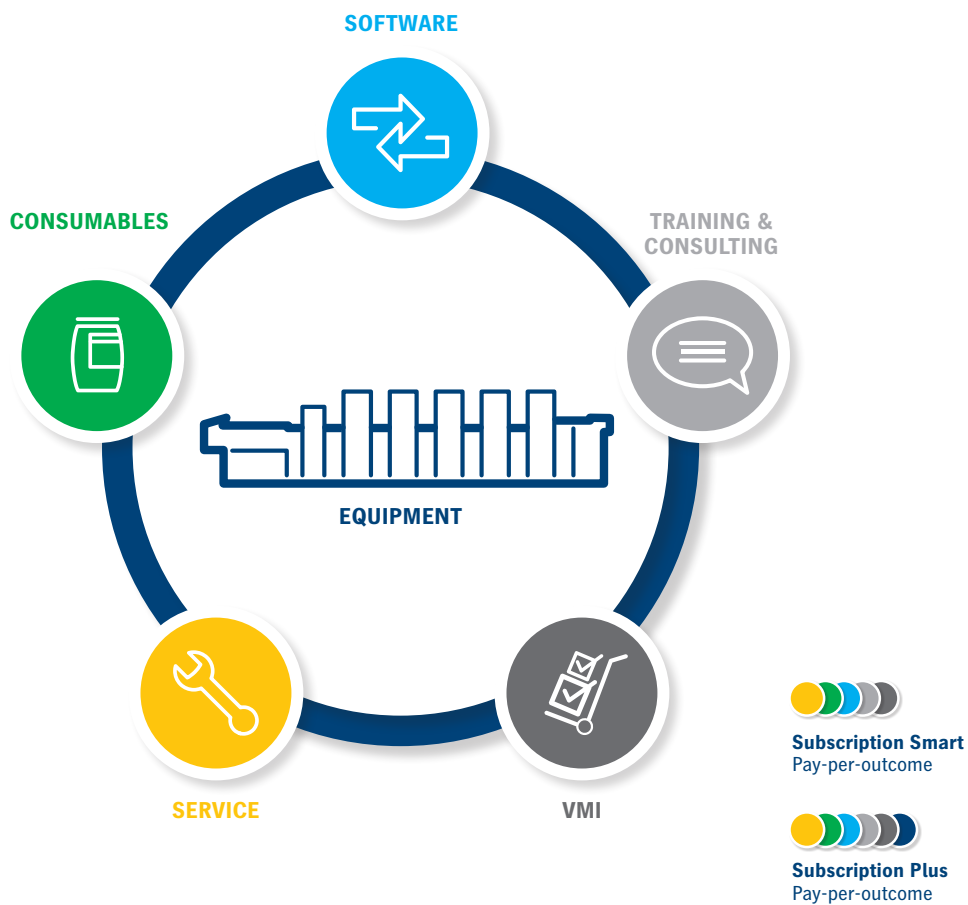 SOFTWARE
CONSUMABLES
TRAINING &
CONSULTING
EQUIPMENT
SERVICE
VMI
Subscription Smart
Pay-per-outcome
Subscription Plus
Pay-per-outcome